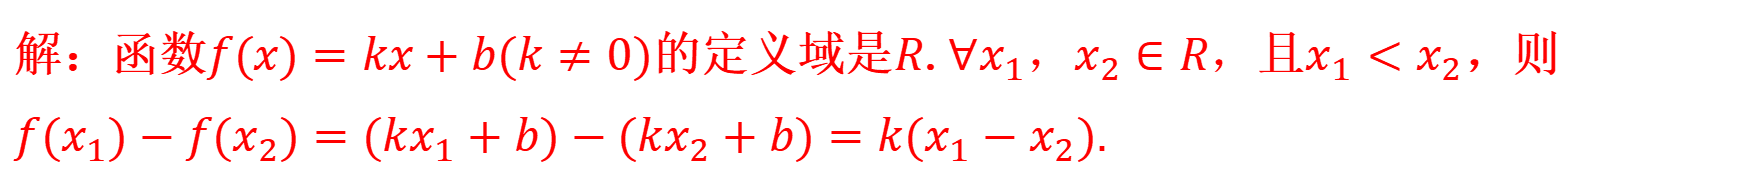 解：函数f(x) = kx + b(k ≠ 0)的定义域是R. ∀x₁，x₂ ∈ R，且x₁ < x₂，则
f(x₁) − f(x₂) = (kx₁ + b) − (kx₂ + b) = k(x₁ − x₂).